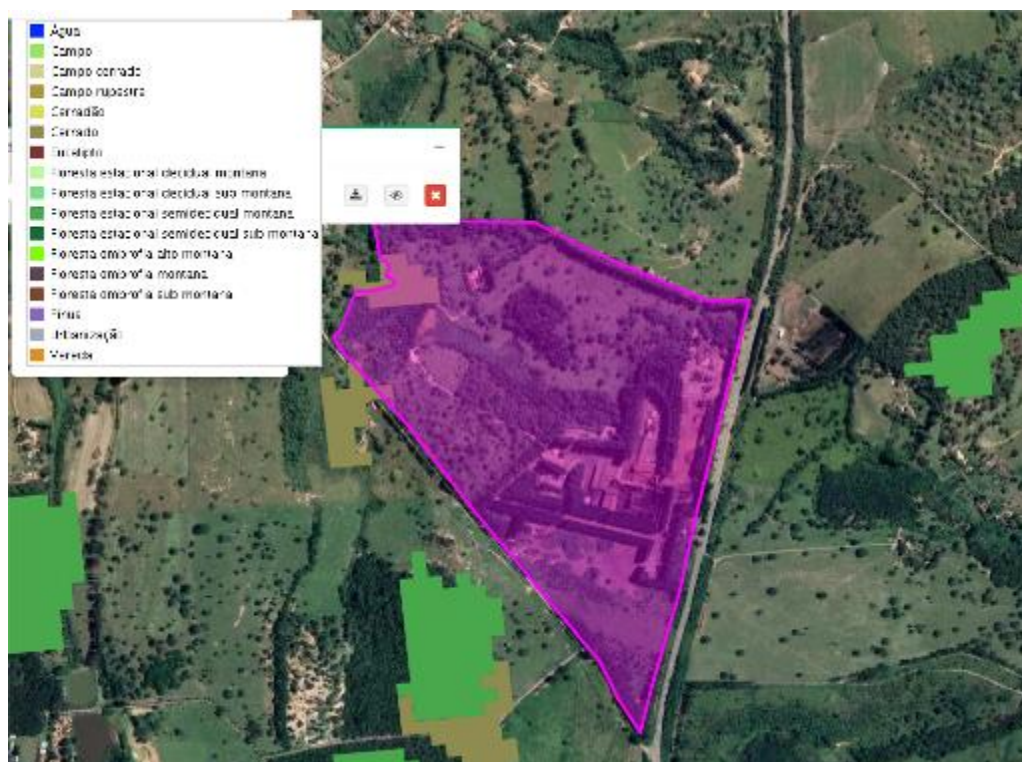 Água
Campo
Campo cerrado
Campo rupestre
Cerradão
Cerrado
Eucalipto
Floresta estacional decidual montana
Floresta estacional decidual sub montana
Floresta estacional semidecidual montana
Floresta estacional semidecidual sub montana
Floresta ombrofila alto montana
Floresta ombrofila montana
Floresta ombrofila sub montana
Pinus
Urbanização
Vereda